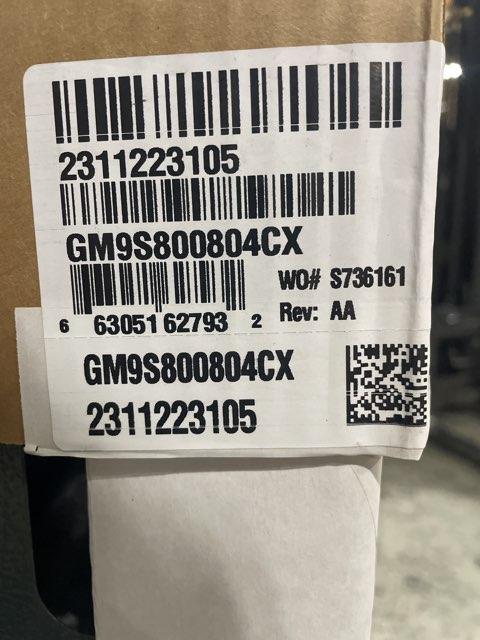 2311223105
GM9S800804CX
WO# S736161
6 63051 62793 2 Rev: AA
GM9S800804CX
2311223105